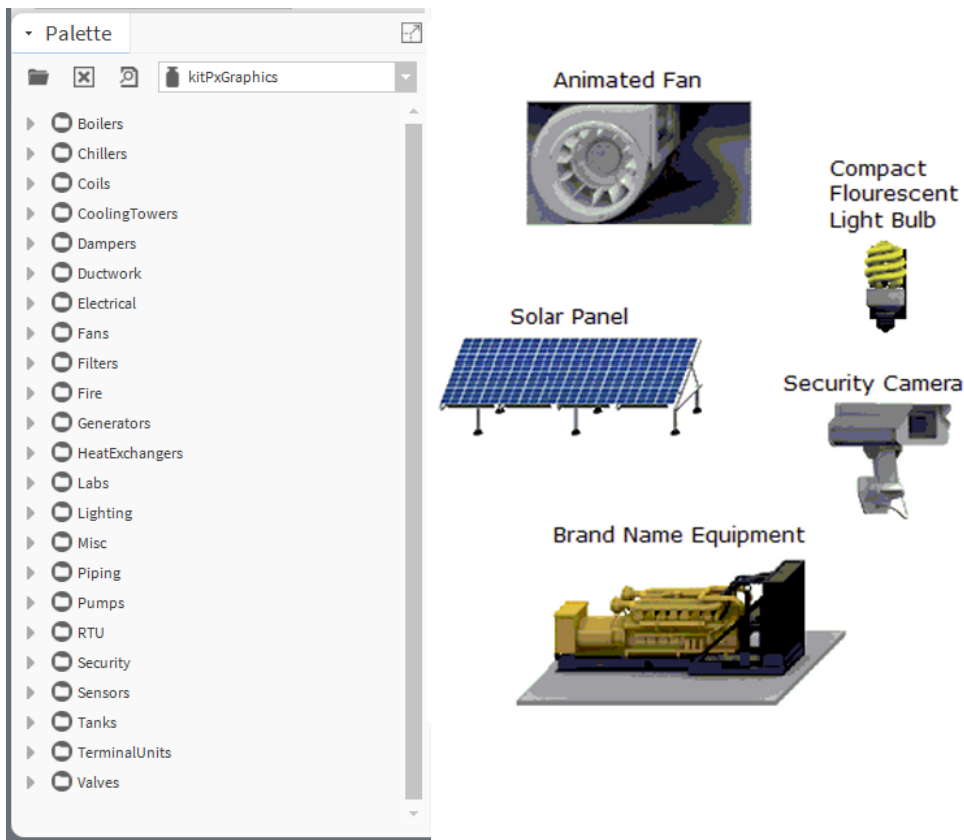 Palette
kitPxGraphics
Boilers
Chillers
Coils
CoolingTowers
Dampers
Ductwork
Electrical
Fans
Filters
Fire
Generators
HeatExchangers
Labs
Lighting
Misc
Piping
Pumps
RTU
Security
Sensors
Tanks
TerminalUnits
Valves
Animated Fan
Compact
Flourescent
Light Bulb
Solar Panel
Security Camera
Brand Name Equipment